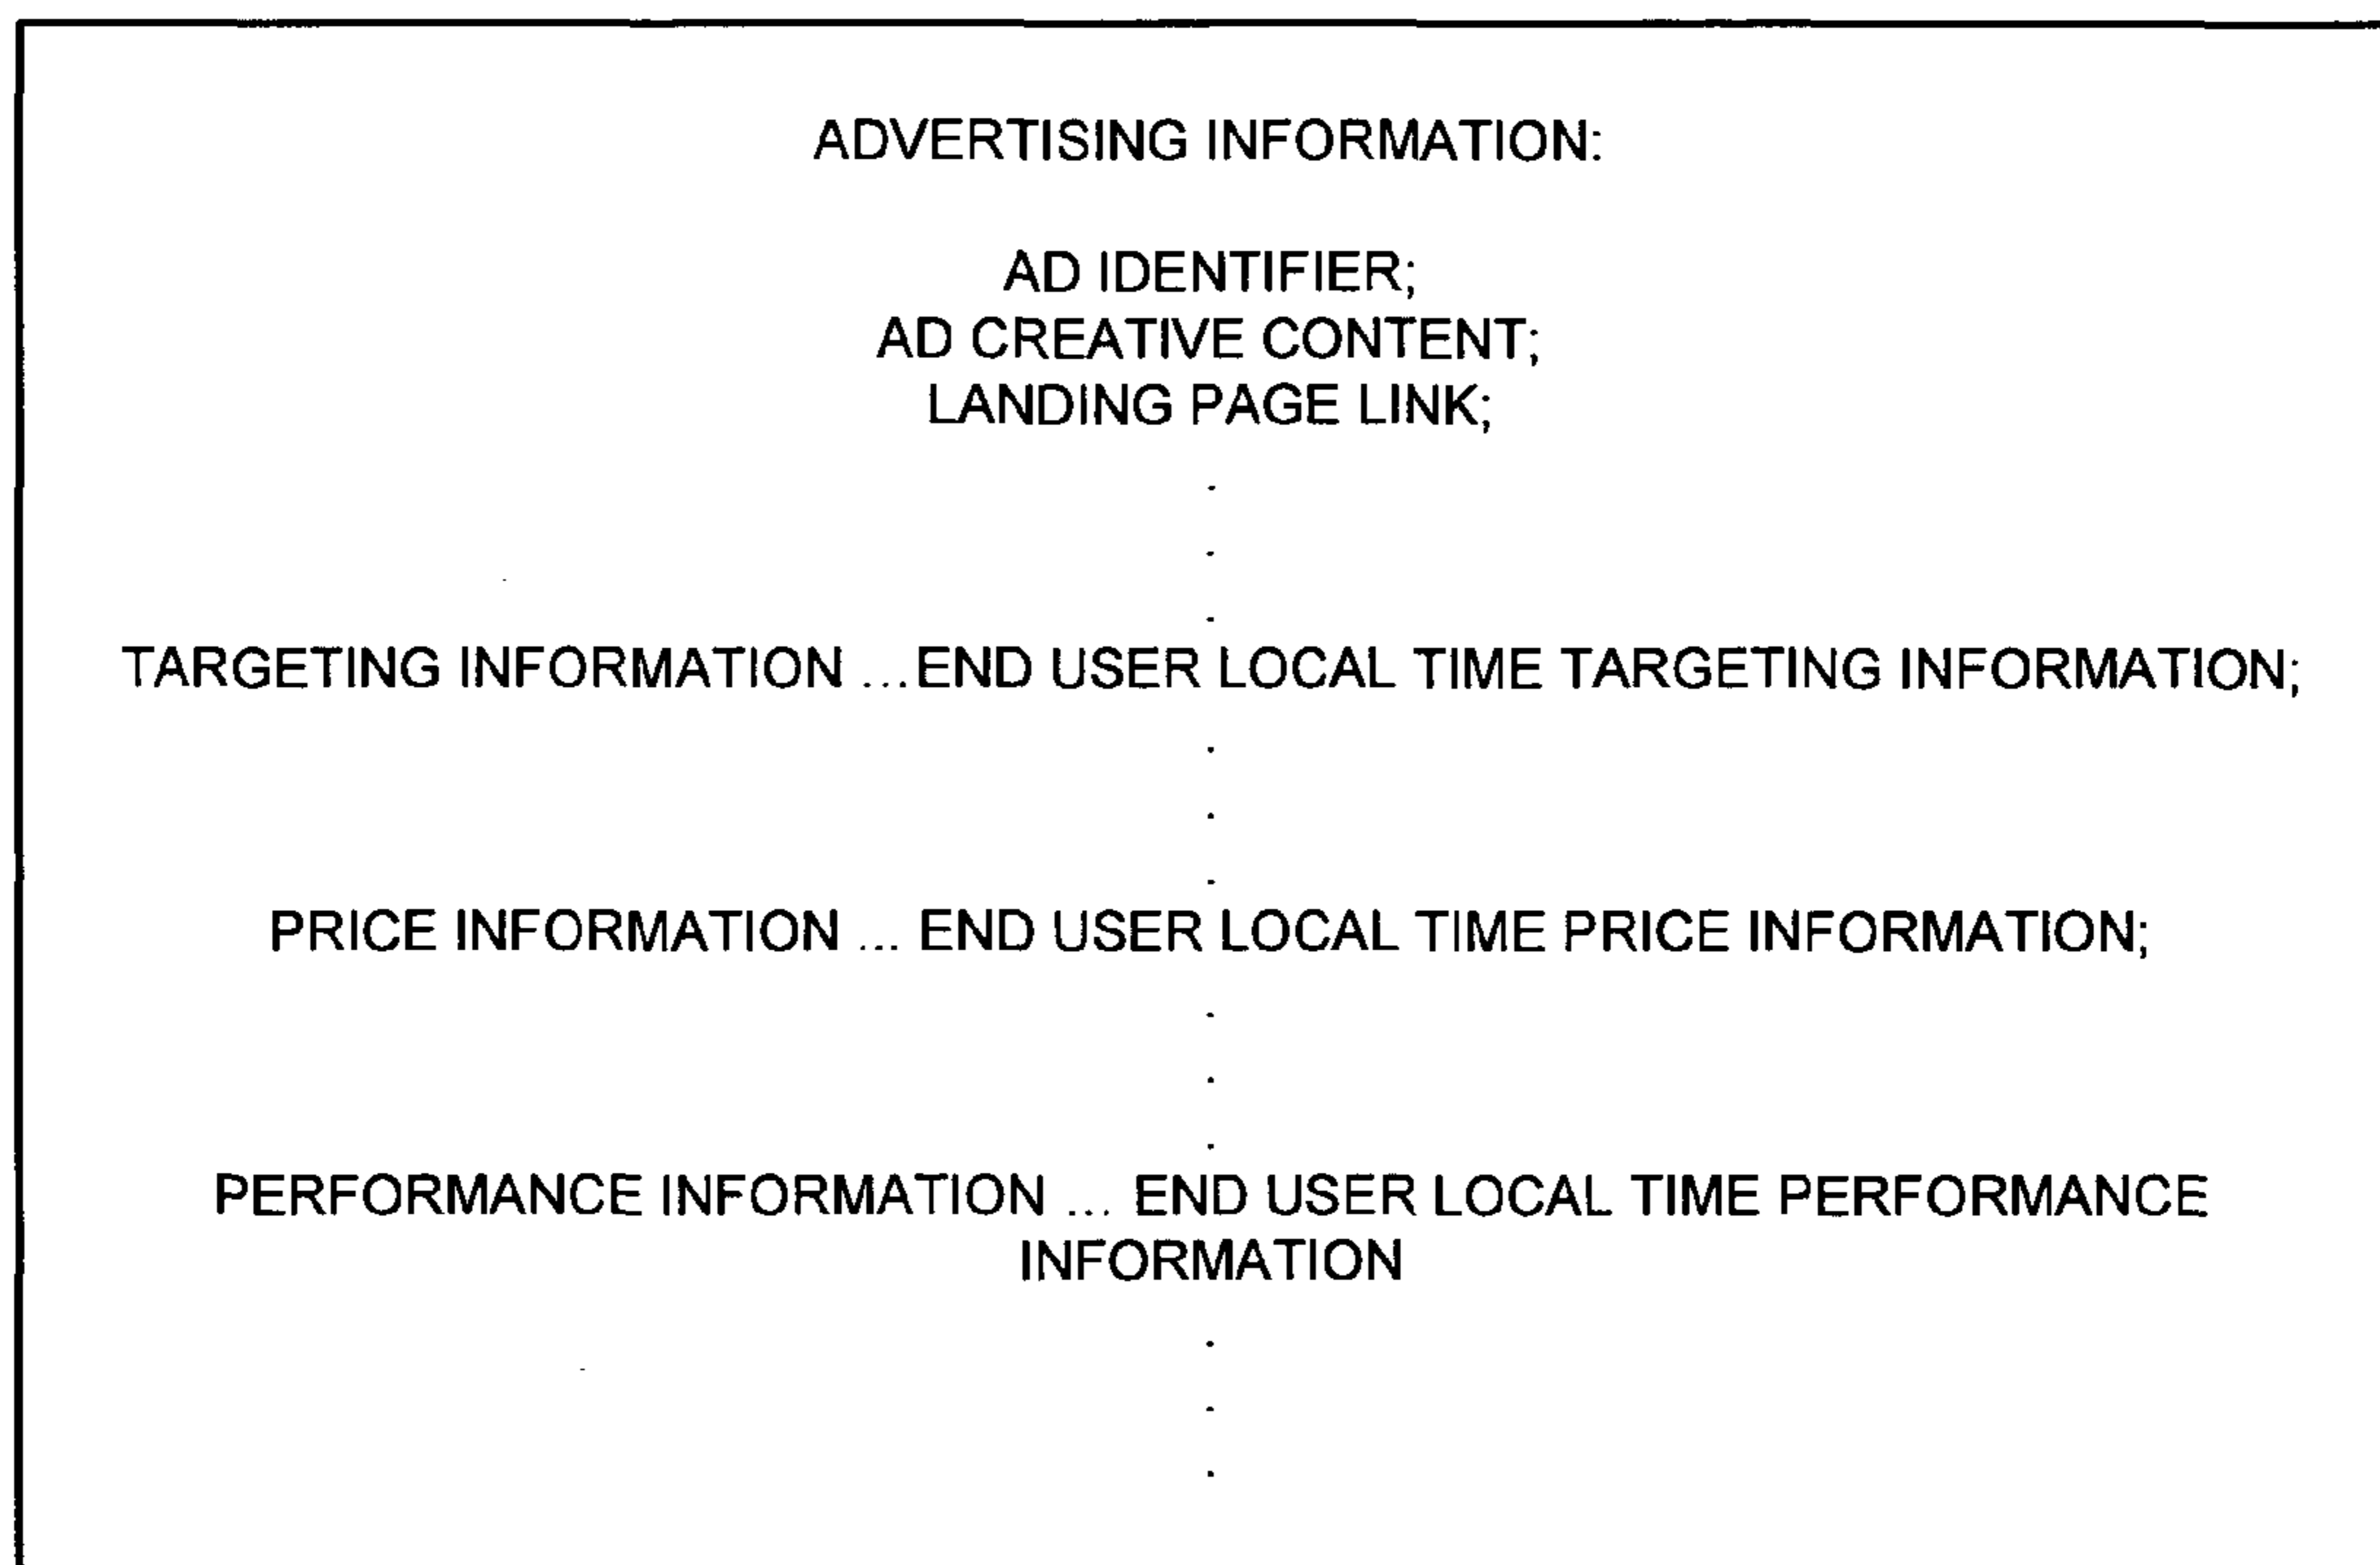 ADVERTISING INFORMATION:
AD IDENTIFIER;
AD CREATIVE CONTENT;
LANDING PAGE LINK;
.
.
.
TARGETING INFORMATION ...END USER LOCAL TIME TARGETING INFORMATION;
.
.
.
PRICE INFORMATION ... END USER LOCAL TIME PRICE INFORMATION;
.
.
.
PERFORMANCE INFORMATION ... END USER LOCAL TIME PERFORMANCE
INFORMATION
.
.
.